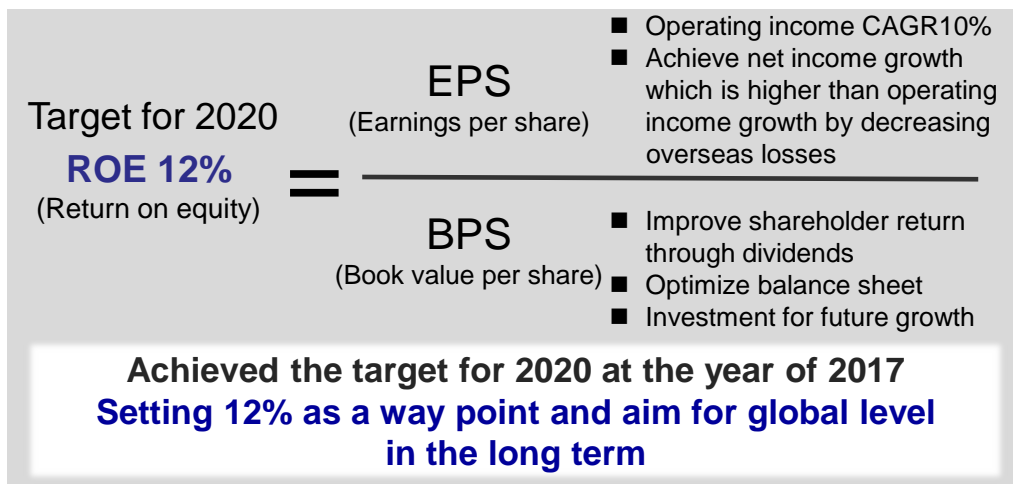 Target for 2020
ROE 12%
(Return on equity)
=
EPS
(Earnings per share)
■ Operating income CAGR10%
■ Achieve net income growth
which is higher than operating
income growth by decreasing
overseas losses
BPS
(Book value per share)
■ Improve shareholder return
through dividends
■ Optimize balance sheet
■ Investment for future growth
Achieved the target for 2020 at the year of 2017
Setting 12% as a way point and aim for global level
in the long term